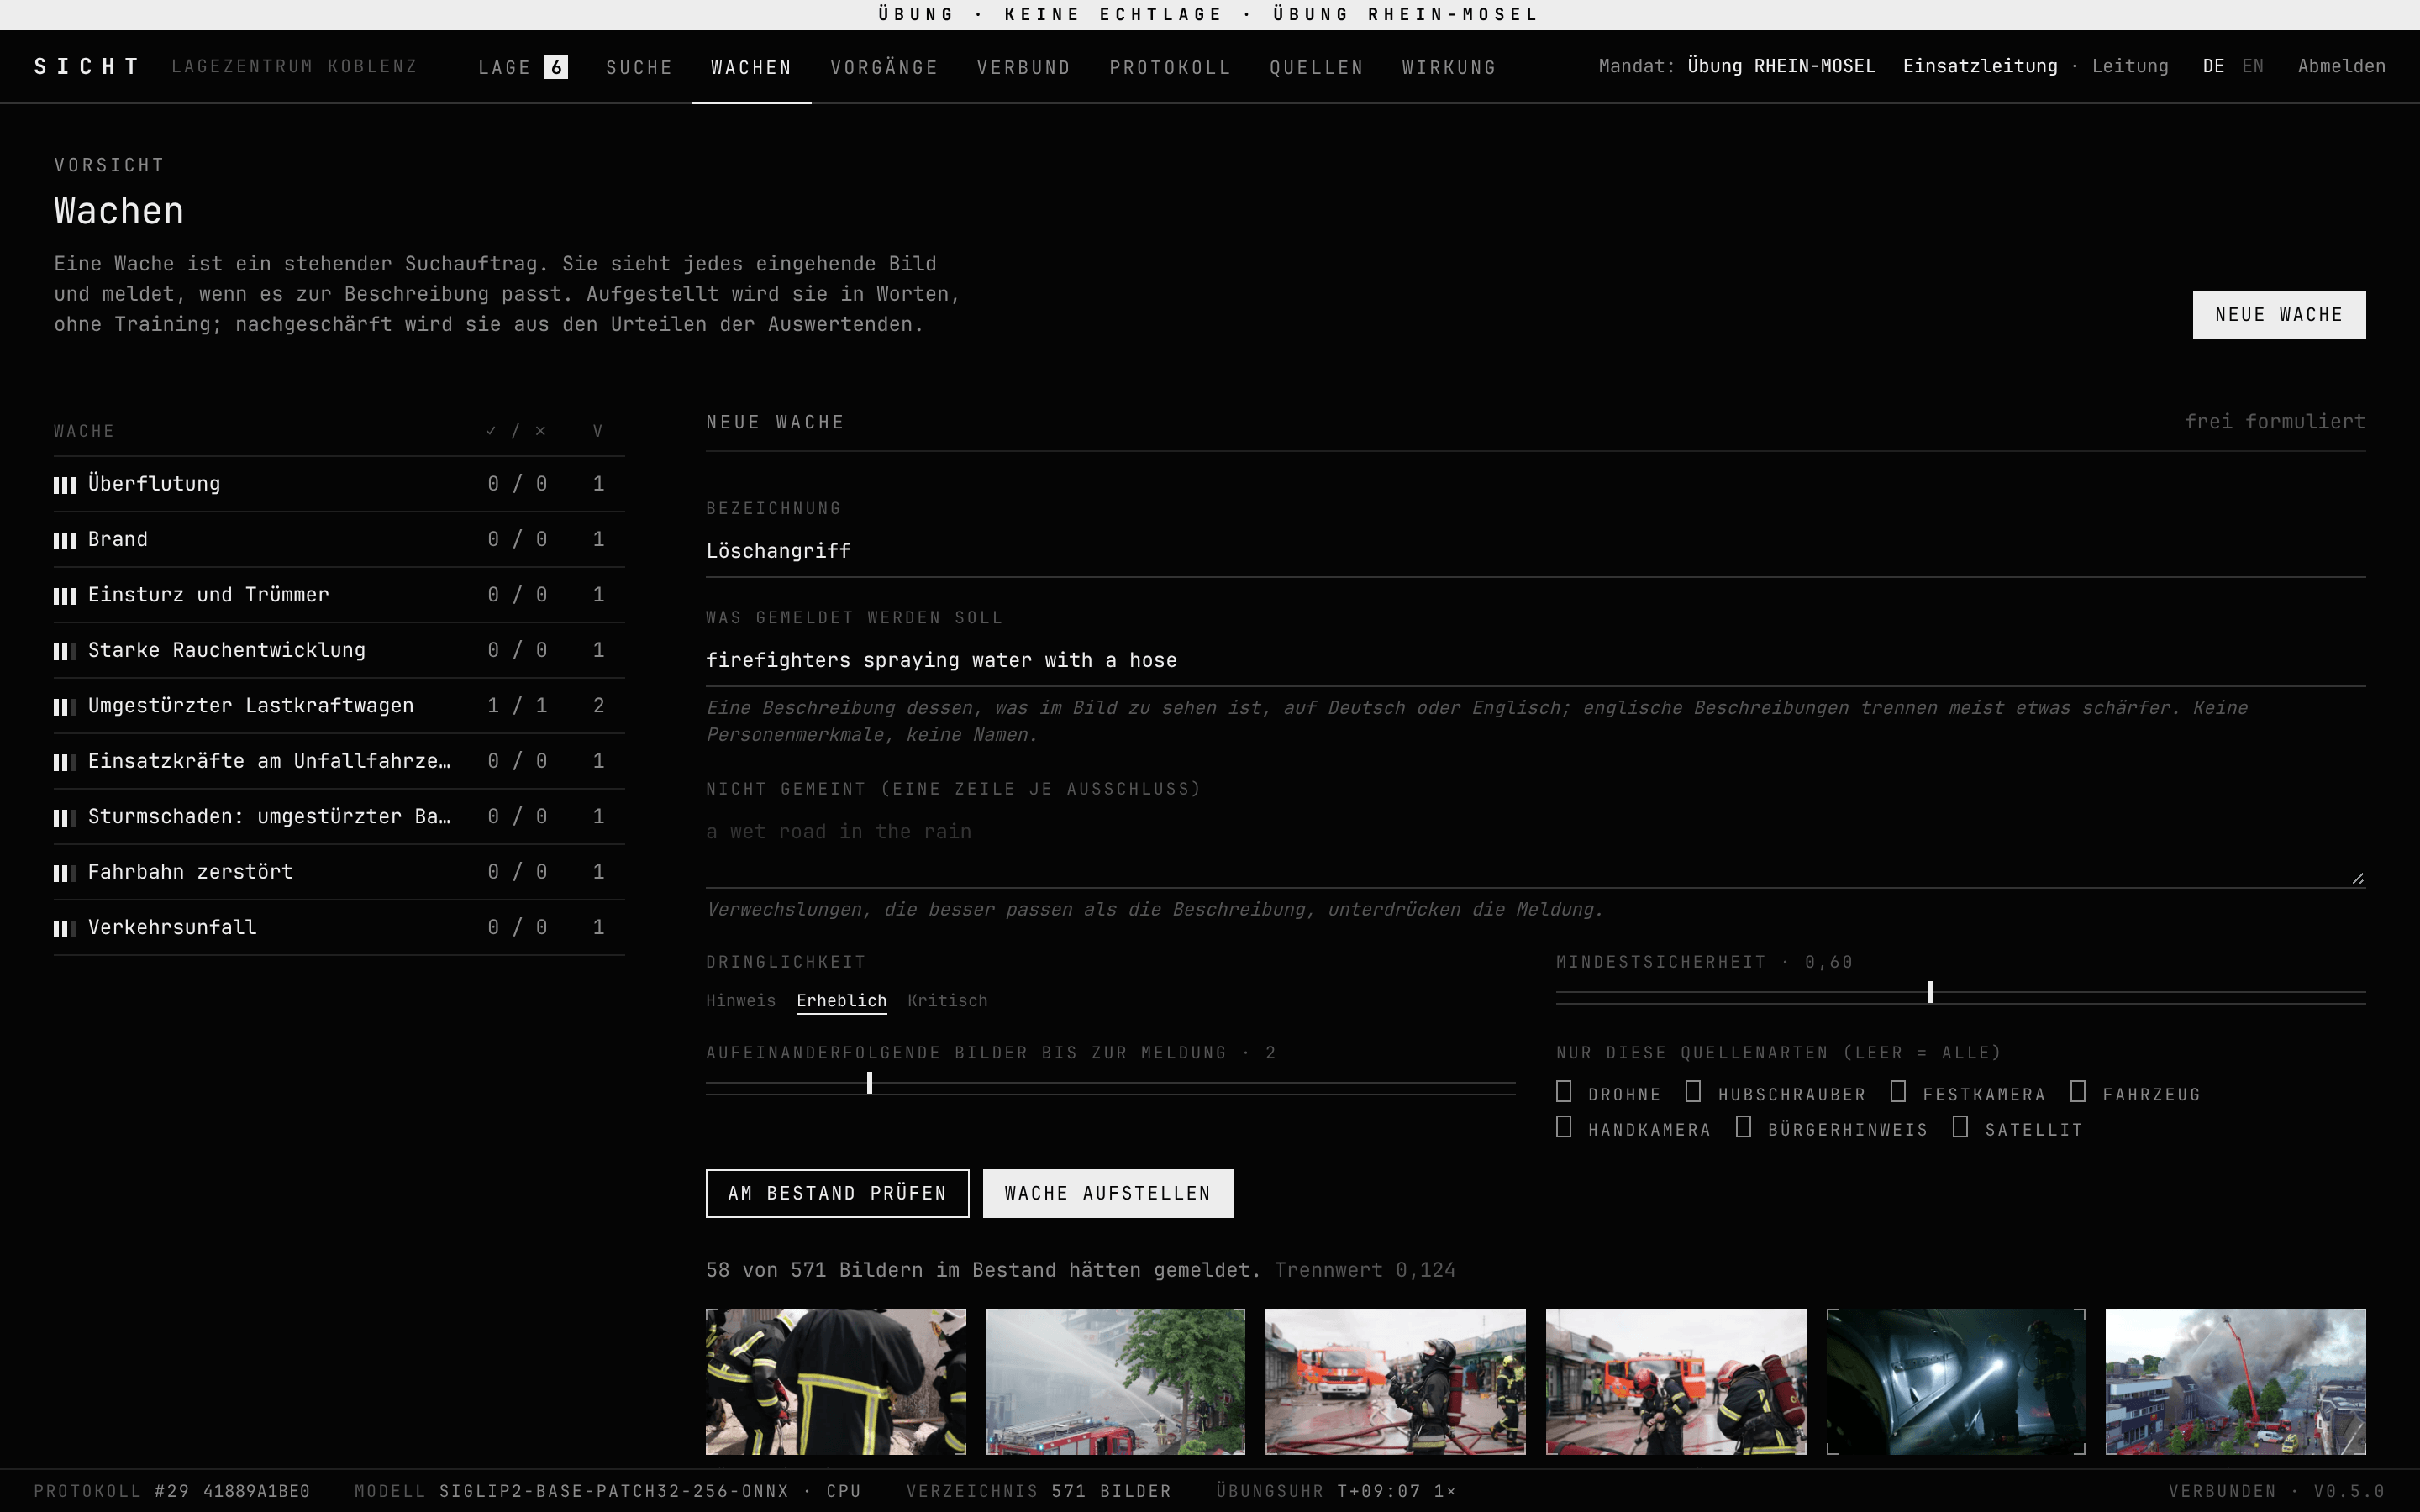 ÜBUNG · KEINE ECHTLAGE · ÜBUNG RHEIN-MOSEL
SICHT LAGEZENTRUM KOBLENZ LAGE 6 SUCHE WACHEN VORGÄNGE VERBUND PROTOKOLL QUELLEN WIRKUNG Mandat: Übung RHEIN-MOSEL Einsatzleitung · Leitung DE EN Abmelden
VORSICHT
Wachen
Eine Wache ist ein stehender Suchauftrag. Sie sieht jedes eingehende Bild
und meldet, wenn es zur Beschreibung passt. Aufgestellt wird sie in Worten,
ohne Training; nachgeschärft wird sie aus den Urteilen der Auswertenden.
NEUE WACHE
WACHE ✓ / × V
Überflutung 0 / 0 1
Brand 0 / 0 1
Einsturz und Trümmer 0 / 0 1
Starke Rauchentwicklung 0 / 0 1
Umgestürzter Lastkraftwagen 1 / 1 2
Einsatzkräfte am Unfallfahrze… 0 / 0 1
Sturmschaden: umgestürzter Ba… 0 / 0 1
Fahrbahn zerstört 0 / 0 1
Verkehrsunfall 0 / 0 1
NEUE WACHE frei formuliert
BEZEICHNUNG
Löschangriff
WAS GEMELDET WERDEN SOLL
firefighters spraying water with a hose
Eine Beschreibung dessen, was im Bild zu sehen ist, auf Deutsch oder Englisch; englische Beschreibungen trennen meist etwas schärfer. Keine
Personenmerkmale, keine Namen.
NICHT GEMEINT (EINE ZEILE JE AUSSCHLUSS)
a wet road in the rain
Verwechslungen, die besser passen als die Beschreibung, unterdrücken die Meldung.
DRINGLICHKEIT
Hinweis Erheblich Kritisch
MINDESTSICHERHEIT · 0,60
AUFEINANDERFOLGENDE BILDER BIS ZUR MELDUNG · 2
NUR DIESE QUELLENARTEN (LEER = ALLE)
DROHNE HUBSCHRAUBER FESTKAMERA FAHRZEUG
HANDKAMERA BÜRGERHINWEIS SATELLIT
AM BESTAND PRÜFEN WACHE AUFSTELLEN
58 von 571 Bildern im Bestand hätten gemeldet. Trennwert 0,124
PROTOKOLL #29 41889A1BE0 MODELL SIGLIP2-BASE-PATCH32-256-ONNX · CPU VERZEICHNIS 571 BILDER ÜBUNGSUHR T+09:07 1× VERBUNDEN · V0.5.0